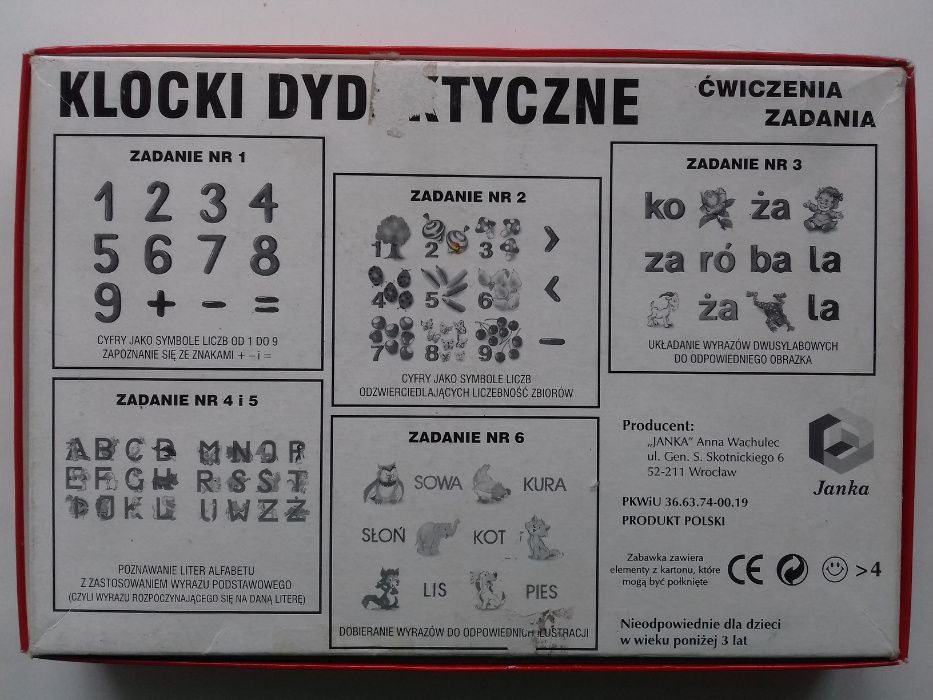 KLOCKI DYD KTYCZNE
ĆWICZENIA
ZADANIA
ZADANIE NR 1
1 2 3 4
5 6 7 8
9 + - =
CYFRY JAKO SYMBOLE LICZB OD 1 DO 9
ZAPOZNANIE SIĘ ZE ZNAKAMI + – i =
ZADANIE NR 2
1 2 3 >
4 5 6 <
7 8 9 -
CYFRY JAKO SYMBOLE LICZB
ODZWIERCIEDLAJĄCYCH LICZEBNOŚĆ ZBIORÓW
ZADANIE NR 3
ko ża
za ró ba la
ża la
UKŁADANIE WYRAZÓW DWUSYLABOWYCH
DO ODPOWIEDNIEGO OBRAZKA
ZADANIE NR 4 i 5
A B C D M N O P
E F G H R S Ś T
I J K L U W Z Ż
POZNAWANIE LITER ALFABETU
Z ZASTOSOWANIEM WYRAZU PODSTAWOWEGO
(CZYLI WYRAZU ROZPOCZYNAJĄCEGO SIĘ NA DANĄ LITERĘ)
ZADANIE NR 6
SOWA KURA
SŁOŃ KOT
LIS PIES
DOBIERANIE WYRAZÓW DO ODPOWIEDNICH ILUSTRACJI
Producent:
„JANKA” Anna Wachulec
ul. Gen. S. Skotnickiego 6
52-211 Wrocław
Janka
PKWiU 36.63.74-00.19
PRODUKT POLSKI
Zabawka zawiera
elementy z kartonu, które
mogą być połknięte
CE
>4
Nieodpowiednie dla dzieci
w wieku poniżej 3 lat